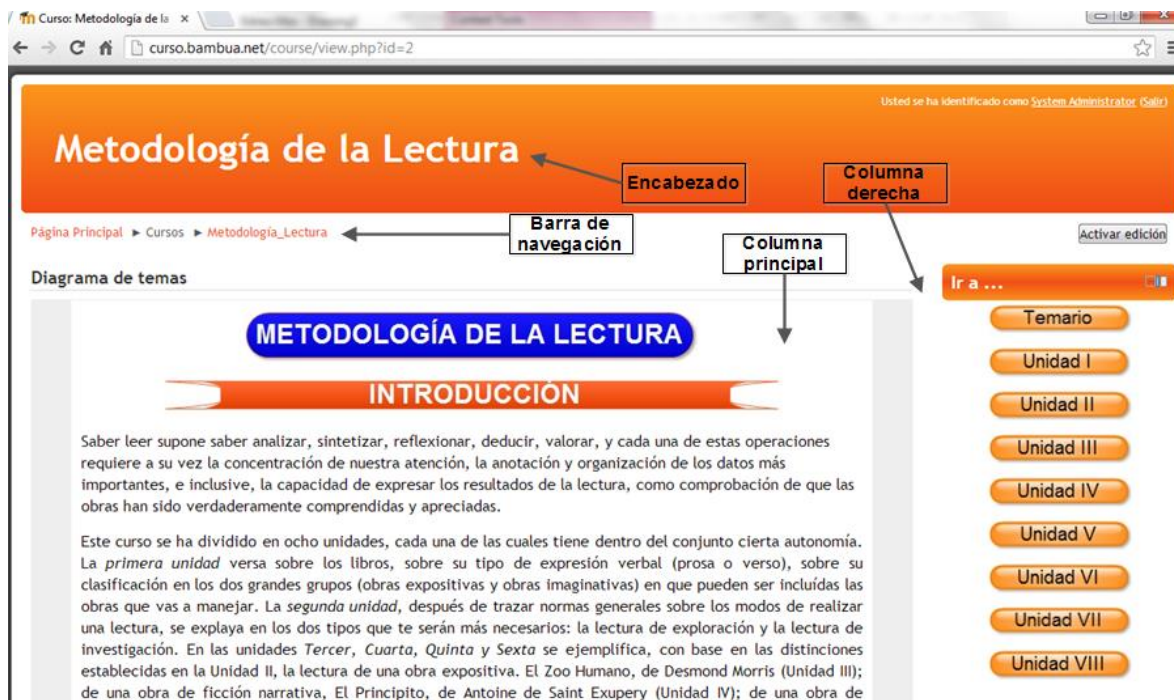 Curso: Metodología de la
curso.bambua.net/course/view.php?id=2
Usted se ha identificado como System Administrator (Salir)
Metodología de la Lectura
Encabezado
Columna
derecha
Página Principal ► Cursos ► Metodología_Lectura
Barra de
navegación
Columna
principal
Activar edición
Diagrama de temas
Ir a ...
METODOLOGÍA DE LA LECTURA
INTRODUCCIÓN
Saber leer supone saber analizar, sintetizar, reflexionar, deducir, valorar, y cada una de estas operaciones
requiere a su vez la concentración de nuestra atención, la anotación y organización de los datos más
importantes, e inclusive, la capacidad de expresar los resultados de la lectura, como comprobación de que las
obras han sido verdaderamente comprendidas y apreciadas.
Este curso se ha dividido en ocho unidades, cada una de las cuales tiene dentro del conjunto cierta autonomía.
La primera unidad versa sobre los libros, sobre su tipo de expresión verbal (prosa o verso), sobre su
clasificación en los dos grandes grupos (obras expositivas y obras imaginativas) en que pueden ser incluídas las
obras que vas a manejar. La segunda unidad, después de trazar normas generales sobre los modos de realizar
una lectura, se explaya en los dos tipos que te serán más necesarios: la lectura de exploración y la lectura de
investigación. En las unidades Tercer, Cuarta, Quinta y Sexta se ejemplifica, con base en las distinciones
establecidas en la Unidad II, la lectura de una obra expositiva. El Zoo Humano, de Desmond Morris (Unidad III);
de una obra de ficción narrativa, El Principito, de Antoine de Saint Exupery (Unidad IV); de una obra de
Temario
Unidad I
Unidad II
Unidad III
Unidad IV
Unidad V
Unidad VI
Unidad VII
Unidad VIII